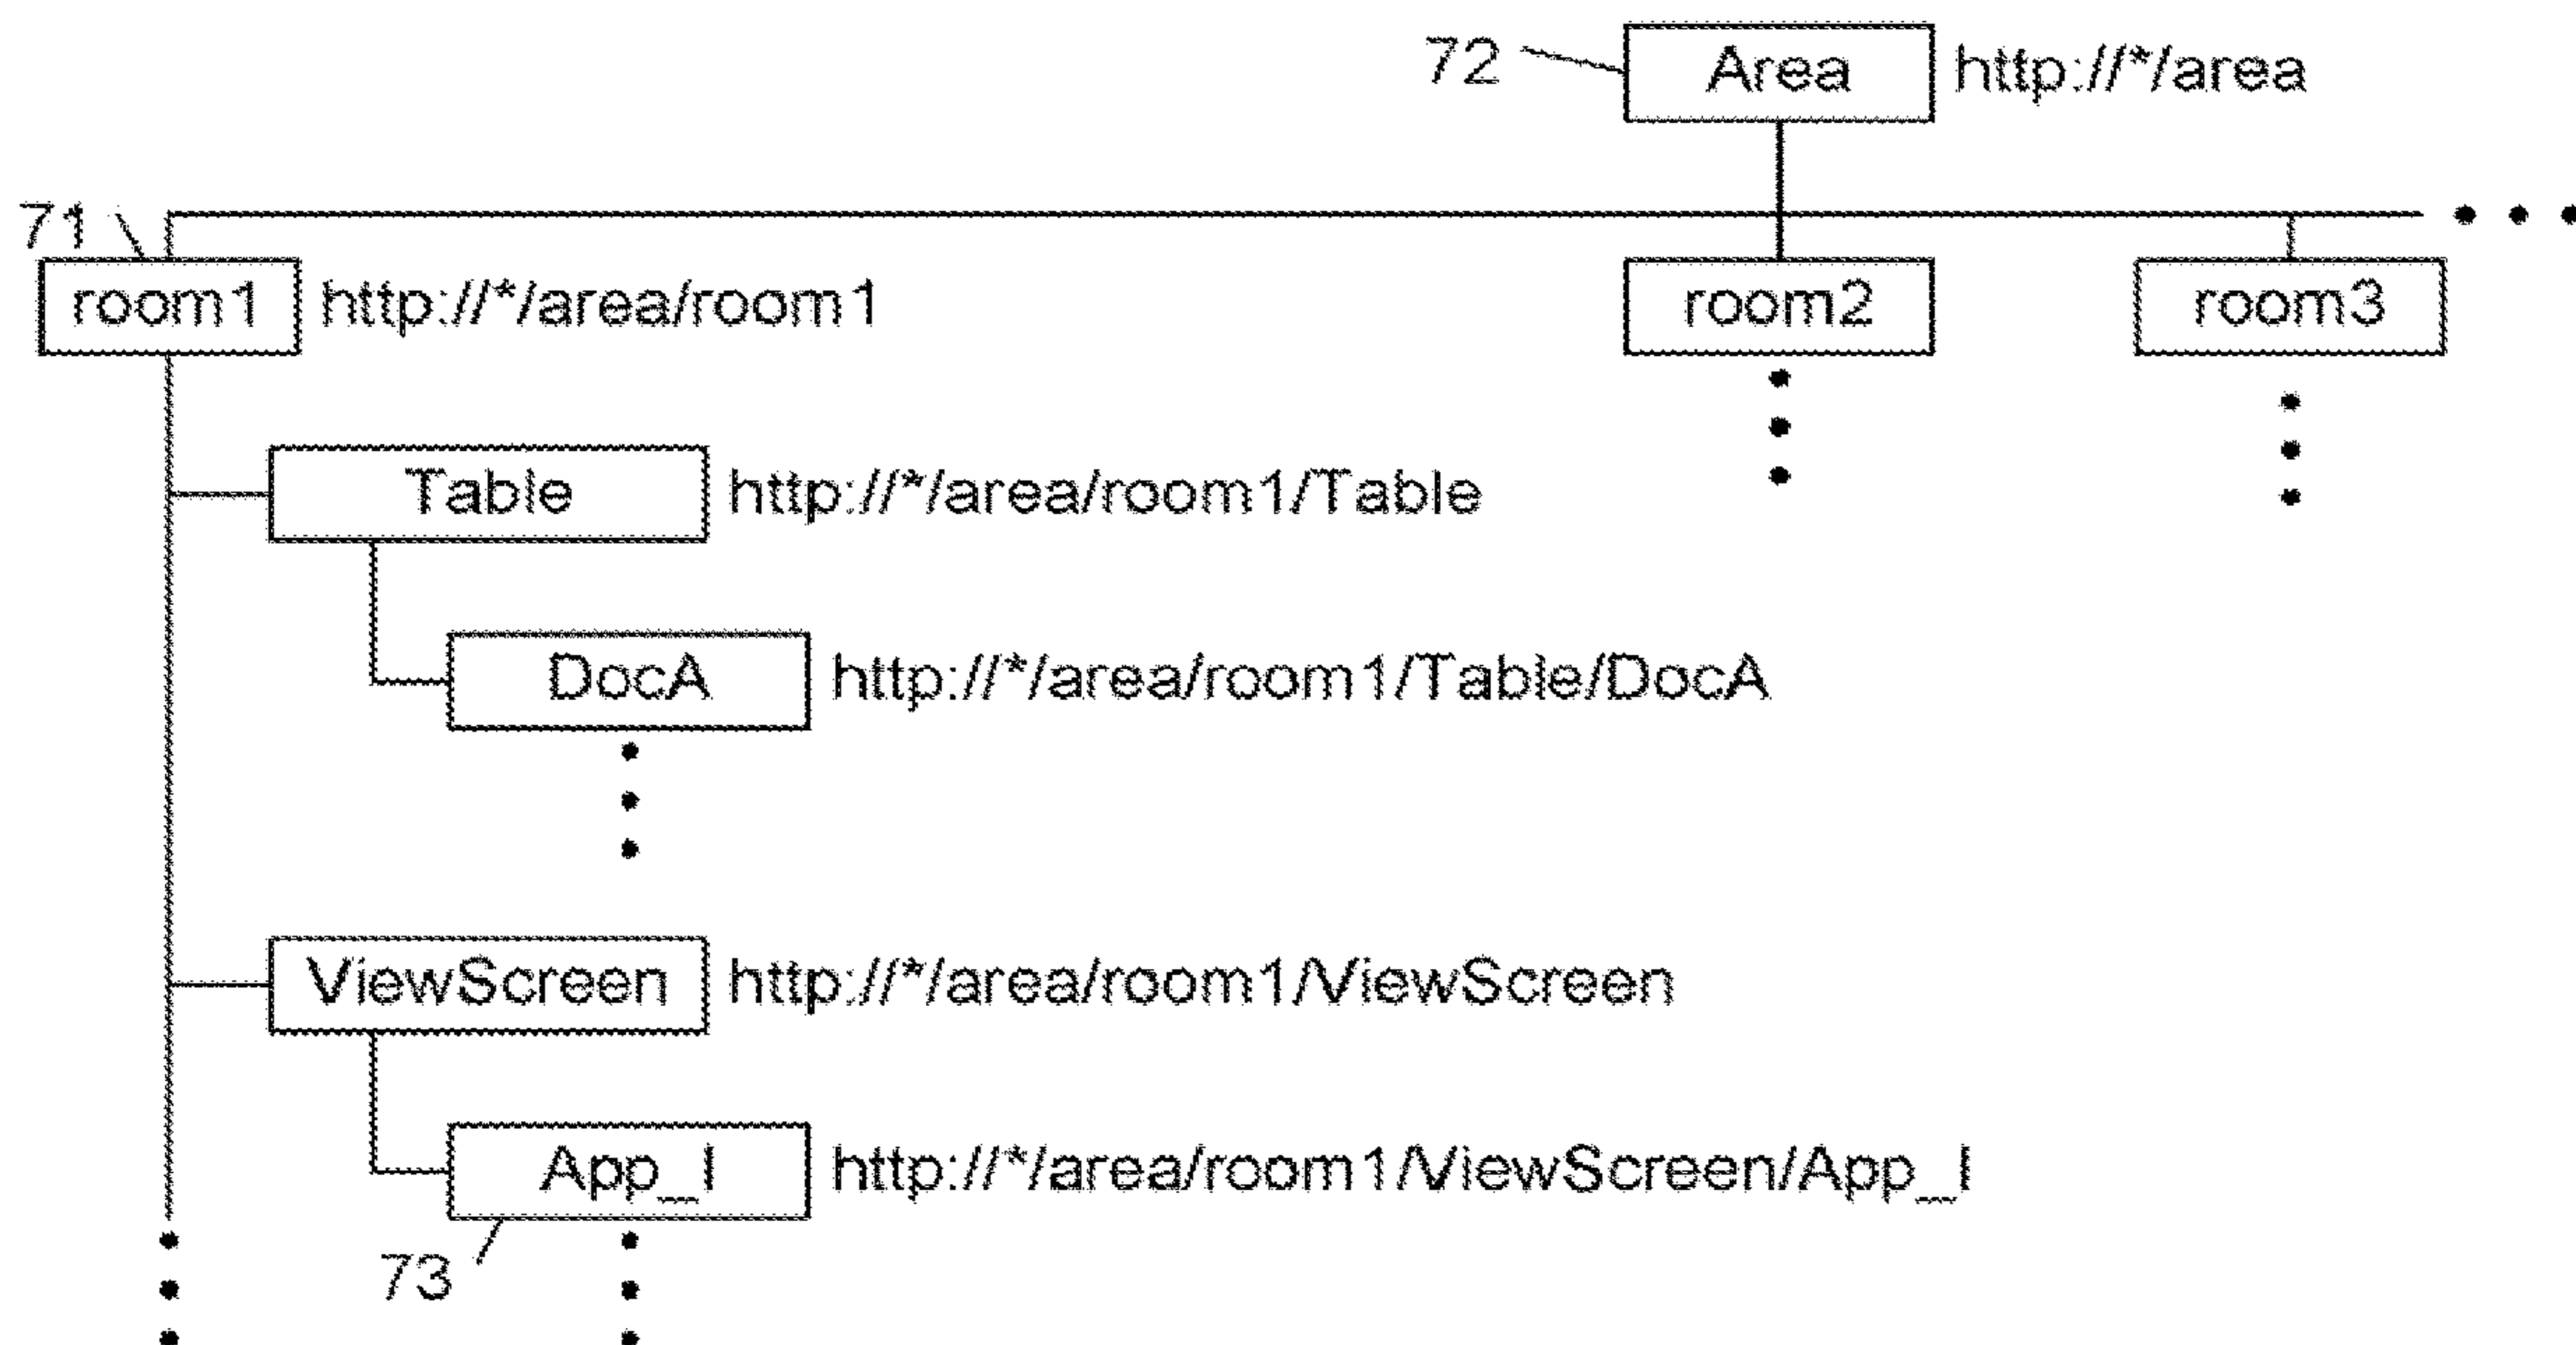 72 Area http://*/area
71
room1 http://*/area/room1 room2 room3
Table http://*/area/room1/Table
DocA http://*/area/room1/Table/DocA
ViewScreen http://*/area/room1/ViewScreen
App_I http://*/area/room1/ViewScreen/App_I
73